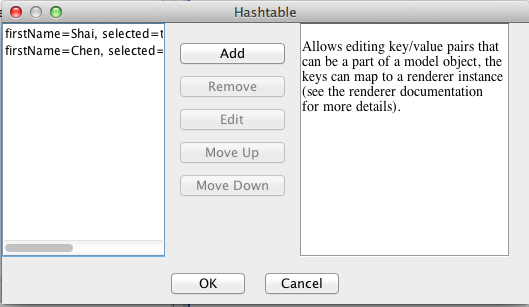 Hashtable
firstName=Shai, selected=t
firstName=Chen, selected=
Add
Remove
Edit
Move Up
Move Down
Allows editing key/value pairs that
can be a part of a model object, the
keys can map to a renderer instance
(see the renderer documentation
for more details).
OK
Cancel